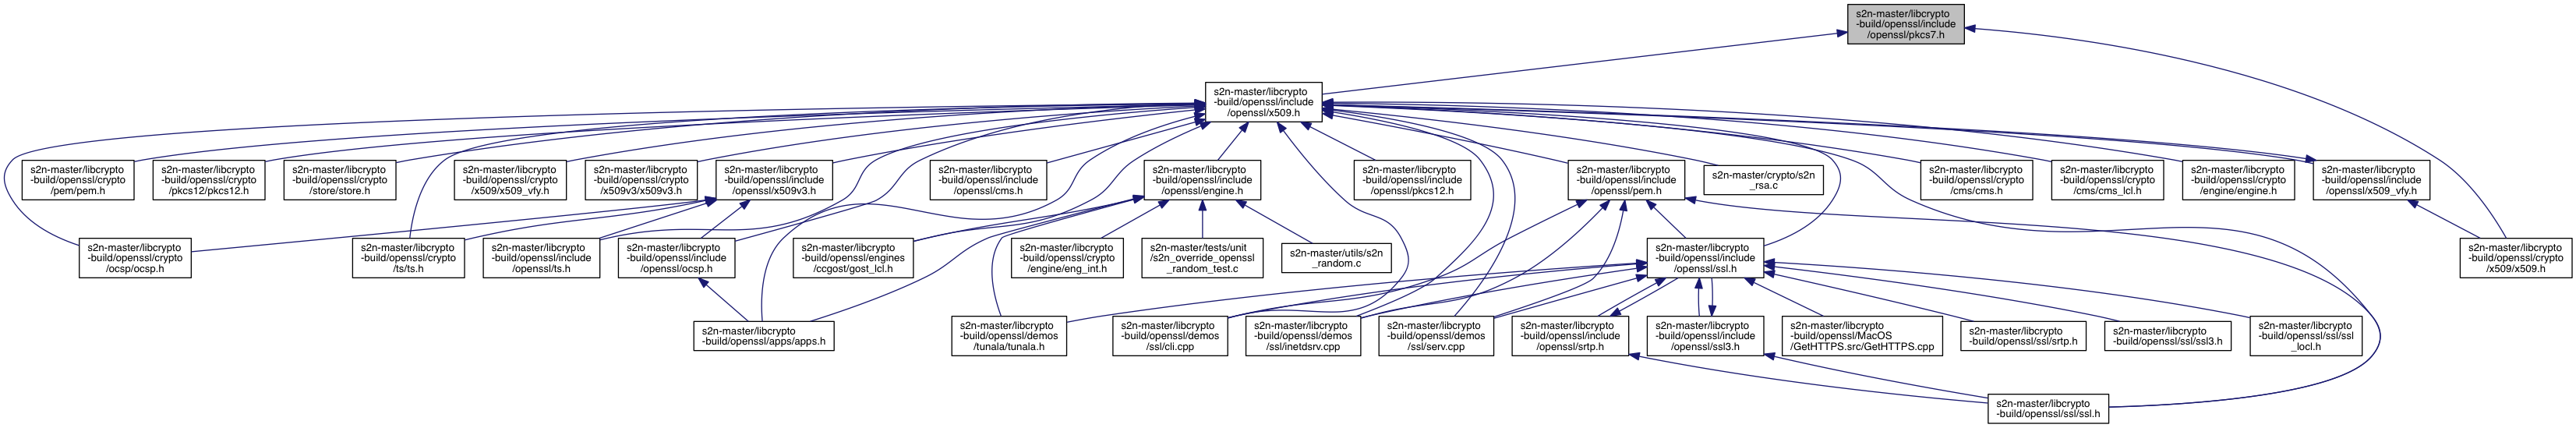 s2n-master/libcrypto
-build/openssl/include
/openssl/pkcs7.h
s2n-master/libcrypto
-build/openssl/include
/openssl/x509.h
s2n-master/libcrypto
-build/openssl/crypto
/pem/pem.h
s2n-master/libcrypto
-build/openssl/crypto
/pkcs12/pkcs12.h
s2n-master/libcrypto
-build/openssl/crypto
/store/store.h
s2n-master/libcrypto
-build/openssl/crypto
/x509/x509_vfy.h
s2n-master/libcrypto
-build/openssl/crypto
/x509v3/x509v3.h
s2n-master/libcrypto
-build/openssl/include
/openssl/x509v3.h
s2n-master/libcrypto
-build/openssl/include
/openssl/cms.h
s2n-master/libcrypto
-build/openssl/include
/openssl/engine.h
s2n-master/libcrypto
-build/openssl/include
/openssl/pkcs12.h
s2n-master/libcrypto
-build/openssl/include
/openssl/pem.h
s2n-master/crypto/s2n
_rsa.c
s2n-master/libcrypto
-build/openssl/crypto
/cms/cms.h
s2n-master/libcrypto
-build/openssl/crypto
/cms/cms_lcl.h
s2n-master/libcrypto
-build/openssl/crypto
/engine/engine.h
s2n-master/libcrypto
-build/openssl/include
/openssl/x509_vfy.h
s2n-master/libcrypto
-build/openssl/crypto
/ocsp/ocsp.h
s2n-master/libcrypto
-build/openssl/crypto
/ts/ts.h
s2n-master/libcrypto
-build/openssl/include
/openssl/ts.h
s2n-master/libcrypto
-build/openssl/include
/openssl/ocsp.h
s2n-master/libcrypto
-build/openssl/engines
/ccgost/gost_lcl.h
s2n-master/libcrypto
-build/openssl/crypto
/engine/eng_int.h
s2n-master/tests/unit
/s2n_override_openssl
_random_test.c
s2n-master/utils/s2n
_random.c
s2n-master/libcrypto
-build/openssl/include
/openssl/ssl.h
s2n-master/libcrypto
-build/openssl/crypto
/x509/x509.h
s2n-master/libcrypto
-build/openssl/apps/apps.h
s2n-master/libcrypto
-build/openssl/demos
/tunala/tunala.h
s2n-master/libcrypto
-build/openssl/demos
/ssl/cli.cpp
s2n-master/libcrypto
-build/openssl/demos
/ssl/inetdsrv.cpp
s2n-master/libcrypto
-build/openssl/demos
/ssl/serv.cpp
s2n-master/libcrypto
-build/openssl/include
/openssl/srtp.h
s2n-master/libcrypto
-build/openssl/include
/openssl/ssl3.h
s2n-master/libcrypto
-build/openssl/MacOS
/GetHTTPS.src/GetHTTPS.cpp
s2n-master/libcrypto
-build/openssl/ssl/srtp.h
s2n-master/libcrypto
-build/openssl/ssl/ssl3.h
s2n-master/libcrypto
-build/openssl/ssl/ssl
_locl.h
s2n-master/libcrypto
-build/openssl/ssl/ssl.h